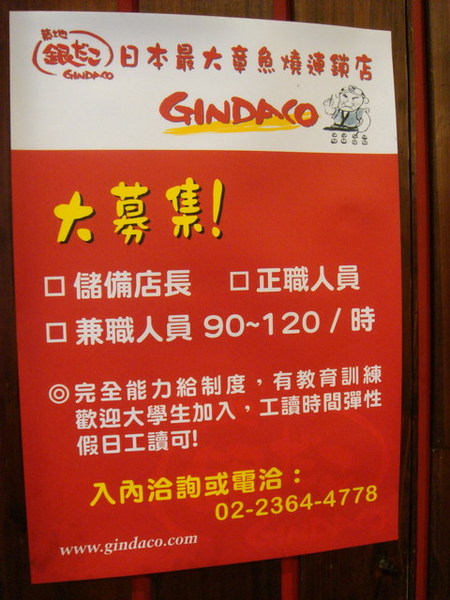 築地
銀だこ
GINDACO
日本最大章魚燒連鎖店
GINDACO
大募集!
□ 儲備店長 □ 正職人員
□ 兼職人員 90~120 / 時
◎完全能力給制度，有教育訓練
歡迎大學生加入，工讀時間彈性
假日工讀可!
入內洽詢或電洽：
02-2364-4778
www.gindaco.com